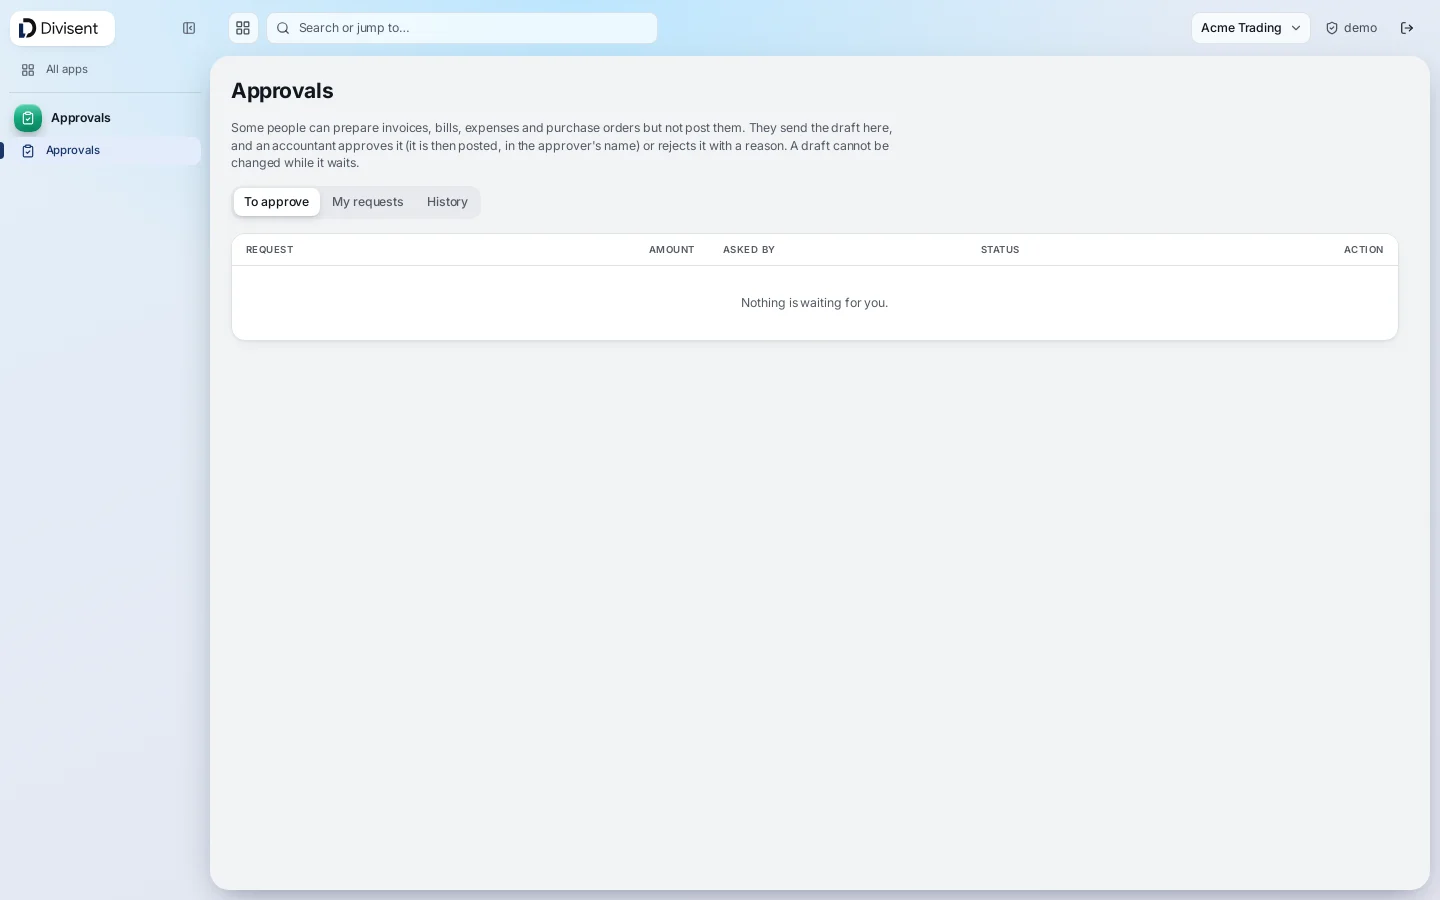 Divisent
Search or jump to...
Acme Trading
demo
All apps
Approvals
Approvals
Approvals
Some people can prepare invoices, bills, expenses and purchase orders but not post them. They send the draft here,
and an accountant approves it (it is then posted, in the approver's name) or rejects it with a reason. A draft cannot be
changed while it waits.
To approve
My requests
History
REQUEST
AMOUNT
ASKED BY
STATUS
ACTION
Nothing is waiting for you.